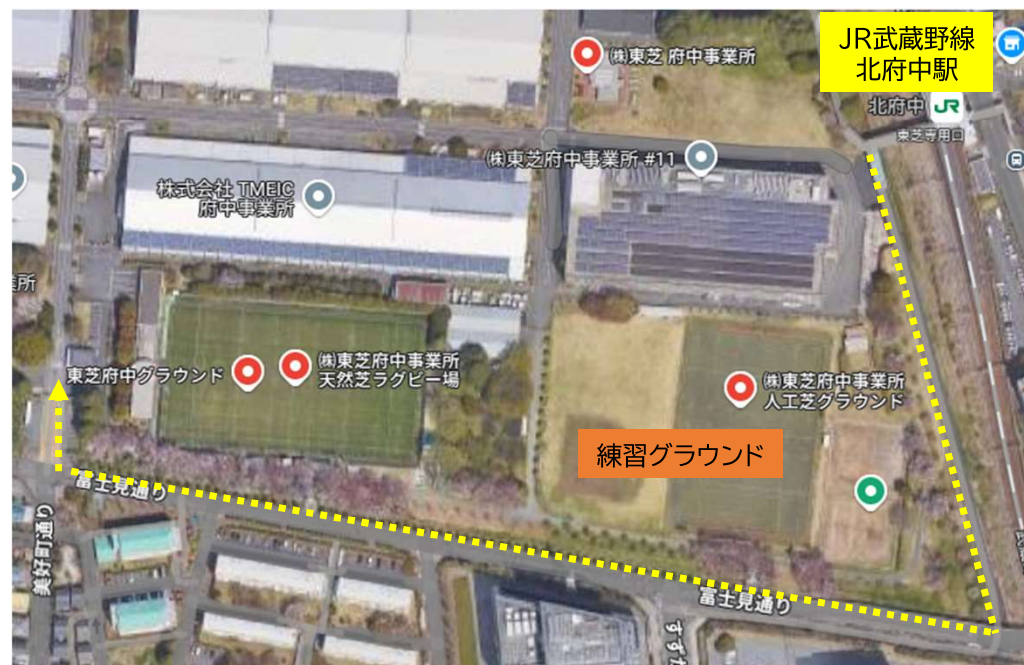 JR武蔵野線
北府中駅
㈱東芝 府中事業所
北府中
JR
東芝専用口
㈱東芝府中事業所 #11
株式会社 TMEIC
府中事業所
業所
東芝府中グラウンド
㈱東芝府中事業所
天然芝ラグビー場
㈱東芝府中事業所
人工芝グラウンド
練習グラウンド
富士見通り
美好町通り
富士見通り